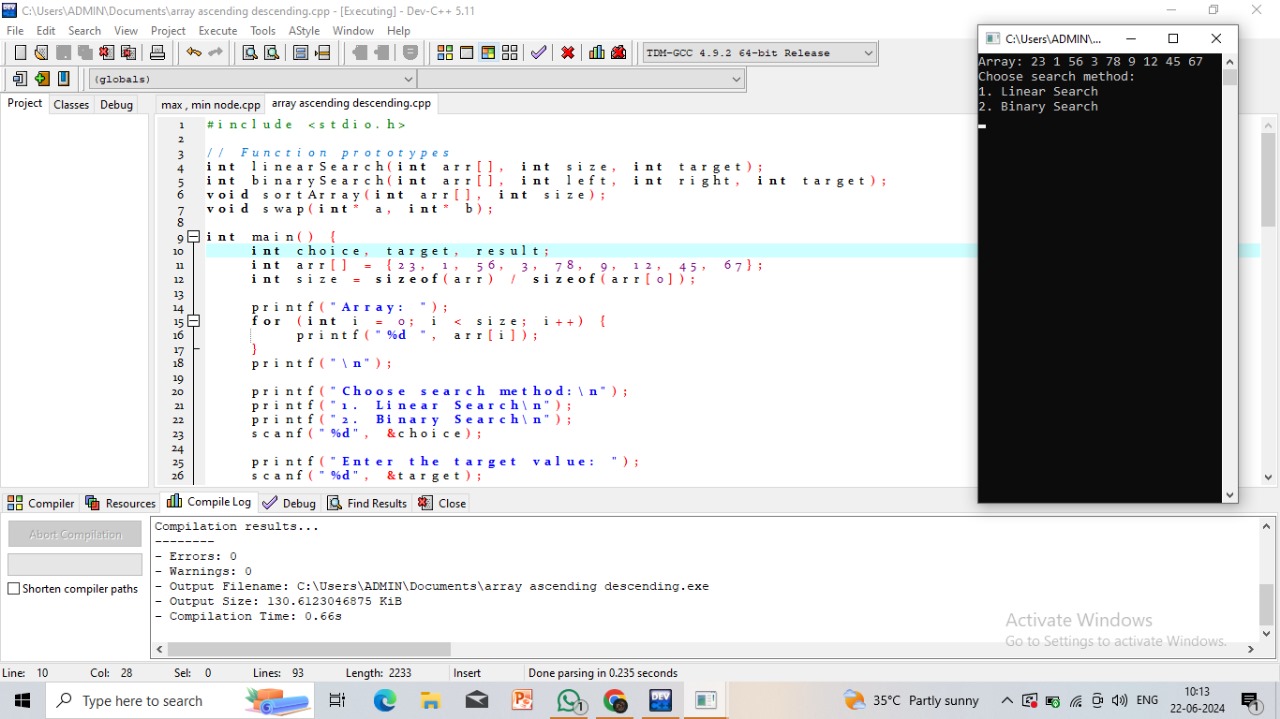 C:\Users\ADMIN\Documents\array ascending descending.cpp - [Executing] - Dev-C++ 5.11
File Edit Search View Project Execute Tools AStyle Window Help
TDM-GCC 4.9.2 64-bit Release
(globals)
Project Classes Debug
max , min node.cpp array ascending descending.cpp
1 #include <stdio.h>
2
3 // Function prototypes
4 int linearSearch(int arr[], int size, int target);
5 int binarySearch(int arr[], int left, int right, int target);
6 void sortArray(int arr[], int size);
7 void swap(int* a, int* b);
8
9 int main() {
10 int choice, target, result;
11 int arr[] = {23, 1, 56, 3, 78, 9, 12, 45, 67};
12 int size = sizeof(arr) / sizeof(arr[0]);
13
14 printf("Array: ");
15 for (int i = 0; i < size; i++) {
16 printf("%d ", arr[i]);
17 }
18 printf("\n");
19
20 printf("Choose search method:\n");
21 printf("1. Linear Search\n");
22 printf("2. Binary Search\n");
23 scanf("%d", &choice);
24
25 printf("Enter the target value: ");
26 scanf("%d", &target);
C:\Users\ADMIN\...
Array: 23 1 56 3 78 9 12 45 67
Choose search method:
1. Linear Search
2. Binary Search
Compiler Resources Compile Log Debug Find Results Close
Abort Compilation
Shorten compiler paths
Compilation results...
--------
- Errors: 0
- Warnings: 0
- Output Filename: C:\Users\ADMIN\Documents\array ascending descending.exe
- Output Size: 130.6123046875 KiB
- Compilation Time: 0.66s
Activate Windows
Go to Settings to activate Windows.
Line: 10 Col: 28 Sel: 0 Lines: 93 Length: 2233 Insert Done parsing in 0.235 seconds
Type here to search
1
DEV
35°C Partly sunny
ENG
10:13
22-06-2024
1